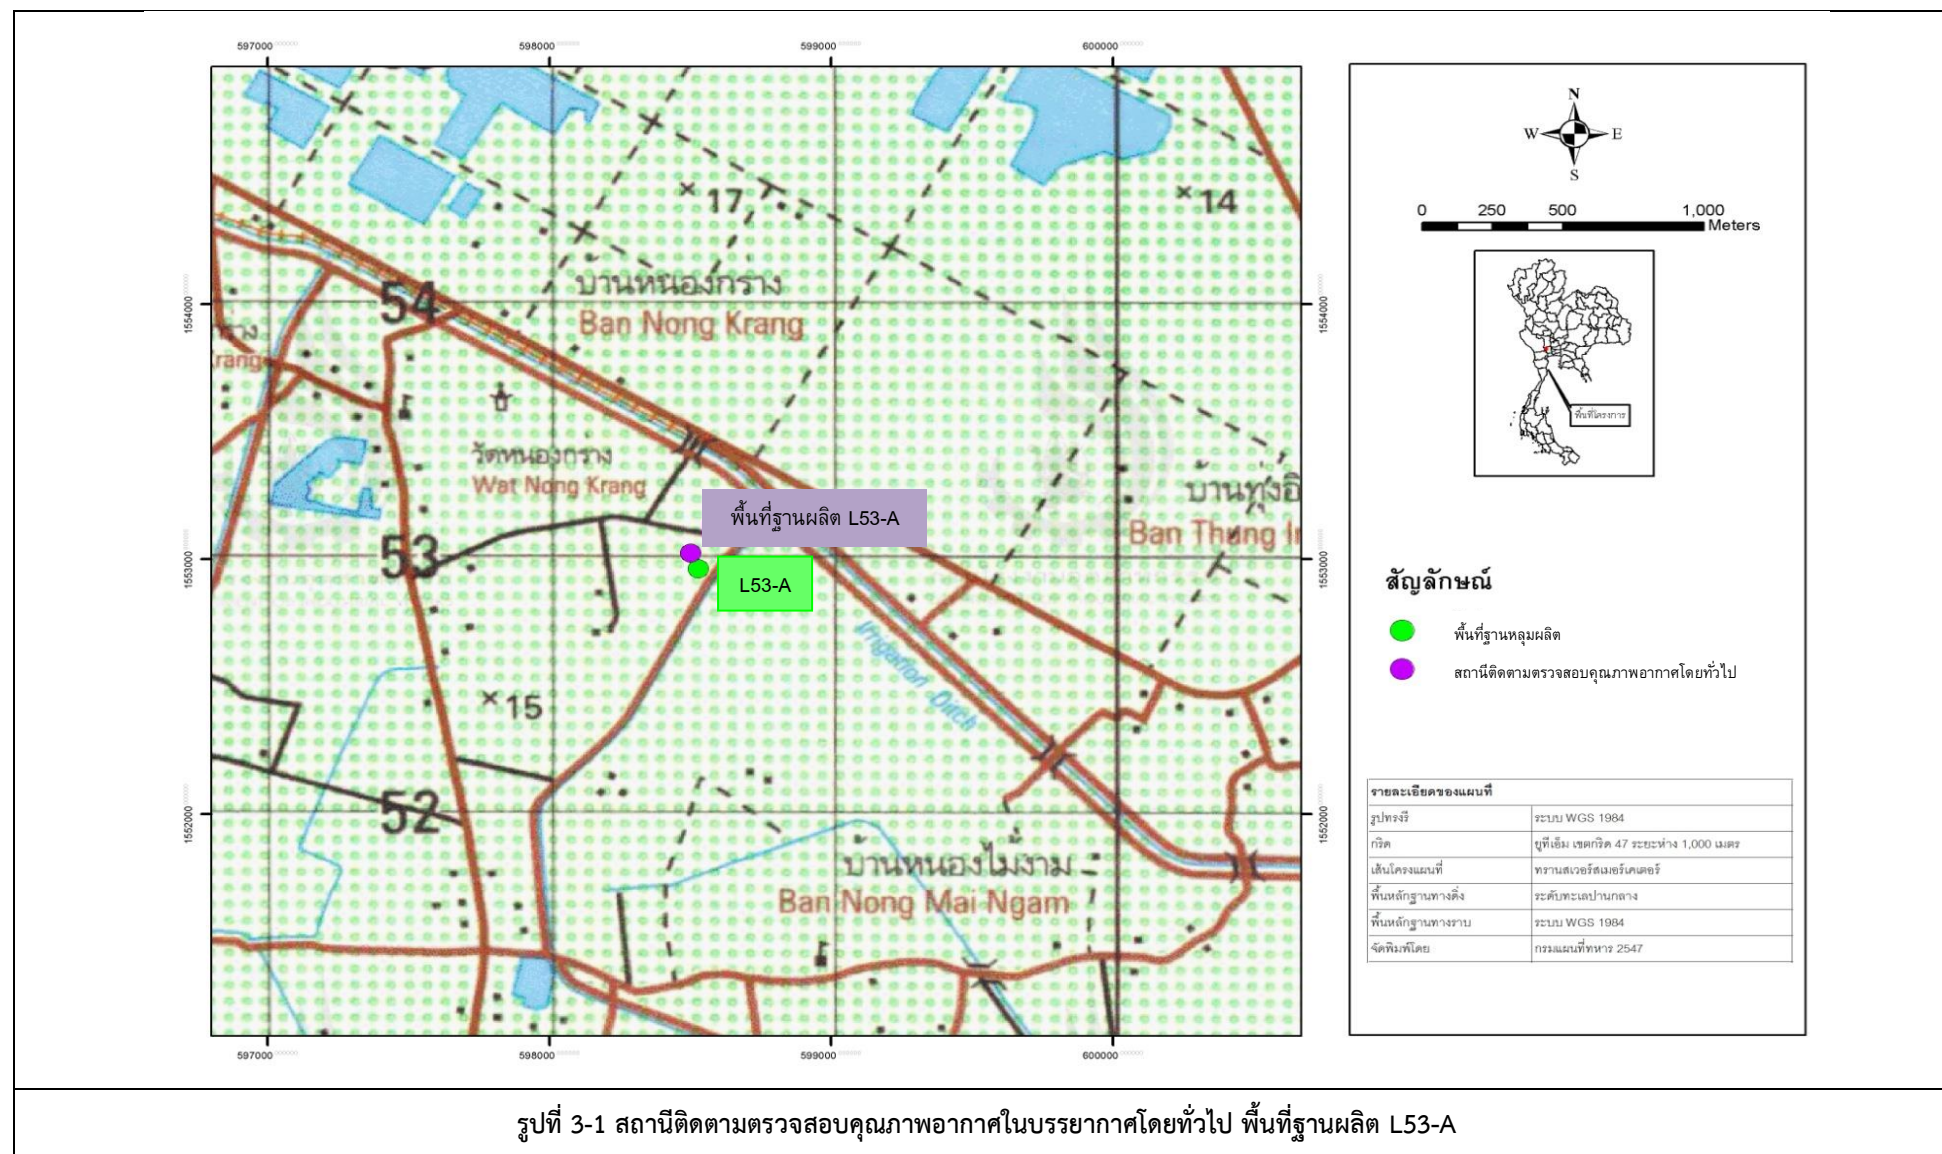 597000
598000
599000
600000
N
W
E
S
0 250 500 1,000
Meters
17
14
1554000
1554000
54
บ้านหนองกราง
Ban Nong Krang
พื้นที่โครงการ
วัดหนองกราง
Wat Nong Krang
พื้นที่ฐานผลิต L53-A
Ban Thung
1553000
1553000
53
L53-A
สัญลักษณ์
พื้นที่ฐานหลุมผลิต
สถานีติดตามตรวจสอบคุณภาพอากาศโดยทั่วไป
Irrigation Ditch
15
1552000
1552000
52
บ้านหนองไม้งาม
Ban Nong Mai Ngam
รายละเอียดของแผนที่
รูปทรงรี ระบบ WGS 1984
กริด ยูทีเอ็ม เขตกริด 47 ระยะห่าง 1,000 เมตร
เส้นโครงแผนที่ ทรานสเวอร์สเมอร์เคเตอร์
พื้นหลักฐานทางดิ่ง ระดับทะเลปานกลาง
พื้นหลักฐานทางราบ ระบบ WGS 1984
จัดพิมพ์โดย กรมแผนที่ทหาร 2547
597000
598000
599000
600000
รูปที่ 3-1 สถานีติดตามตรวจสอบคุณภาพอากาศในบรรยากาศโดยทั่วไป พื้นที่ฐานผลิต L53-A